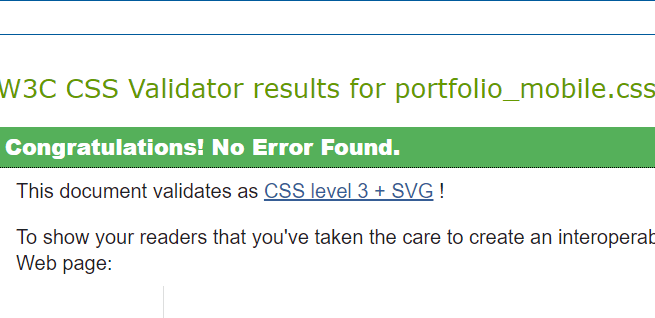 W3C CSS Validator results for portfolio_mobile.css
Congratulations! No Error Found.
This document validates as CSS level 3 + SVG !
To show your readers that you've taken the care to create an
Web page: